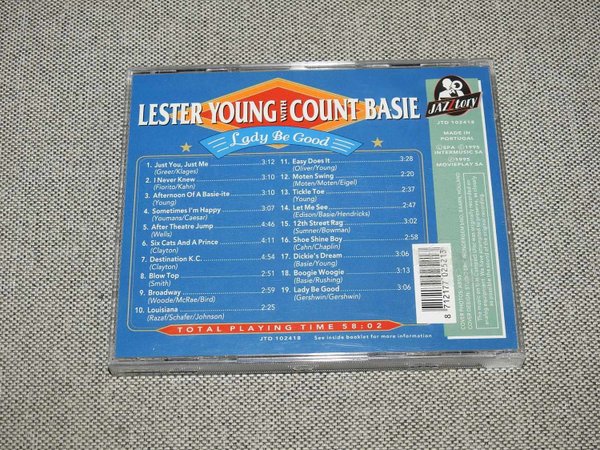 LESTER YOUNG WITH COUNT BASIE
Lady Be Good
1. Just You, Just Me 3:12
(Greer/Klages)
2. I Never Knew 3:10
(Fiorito/Kahn)
3. Afternoon Of A Basie-ite 3:10
(Young)
4. Sometimes I'm Happy 3:07
(Youmans/Caesar)
5. After Theatre Jump 4:46
(Wells)
6. Six Cats And A Prince 4:11
(Clayton)
7. Destination K.C. 4:11
(Clayton)
8. Blow Top 2:51
(Smith)
9. Broadway 2:59
(Woode/McRae/Bird)
10. Louisiana 2:25
(Razaf/Schafer/Johnson)
11. Easy Does It 3:28
(Oliver/Young)
12. Moten Swing
(Moten/Moten/Eigel)
13. Tickle Toe 2:37
(Young)
14. Let Me See
(Edison/Basie/Hendricks)
15. 12th Street Rag 3:02
(Sumner/Bowman)
16. Shoe Shine Boy 2:58
(Cahn/Chaplin)
17. Dickie's Dream 3:06
(Basie/Young)
18. Boogie Woogie 3:13
(Basie/Rushing)
19. Lady Be Good 3:06
(Gershwin/Gershwin)
TOTAL PLAYING TIME 58:02
JTD 102418 See inside booklet for more information
JAZZtory
JTD 102418
MADE IN
PORTUGAL
INTERMUSIC SA
℗1995
MOVIEPLAY SA